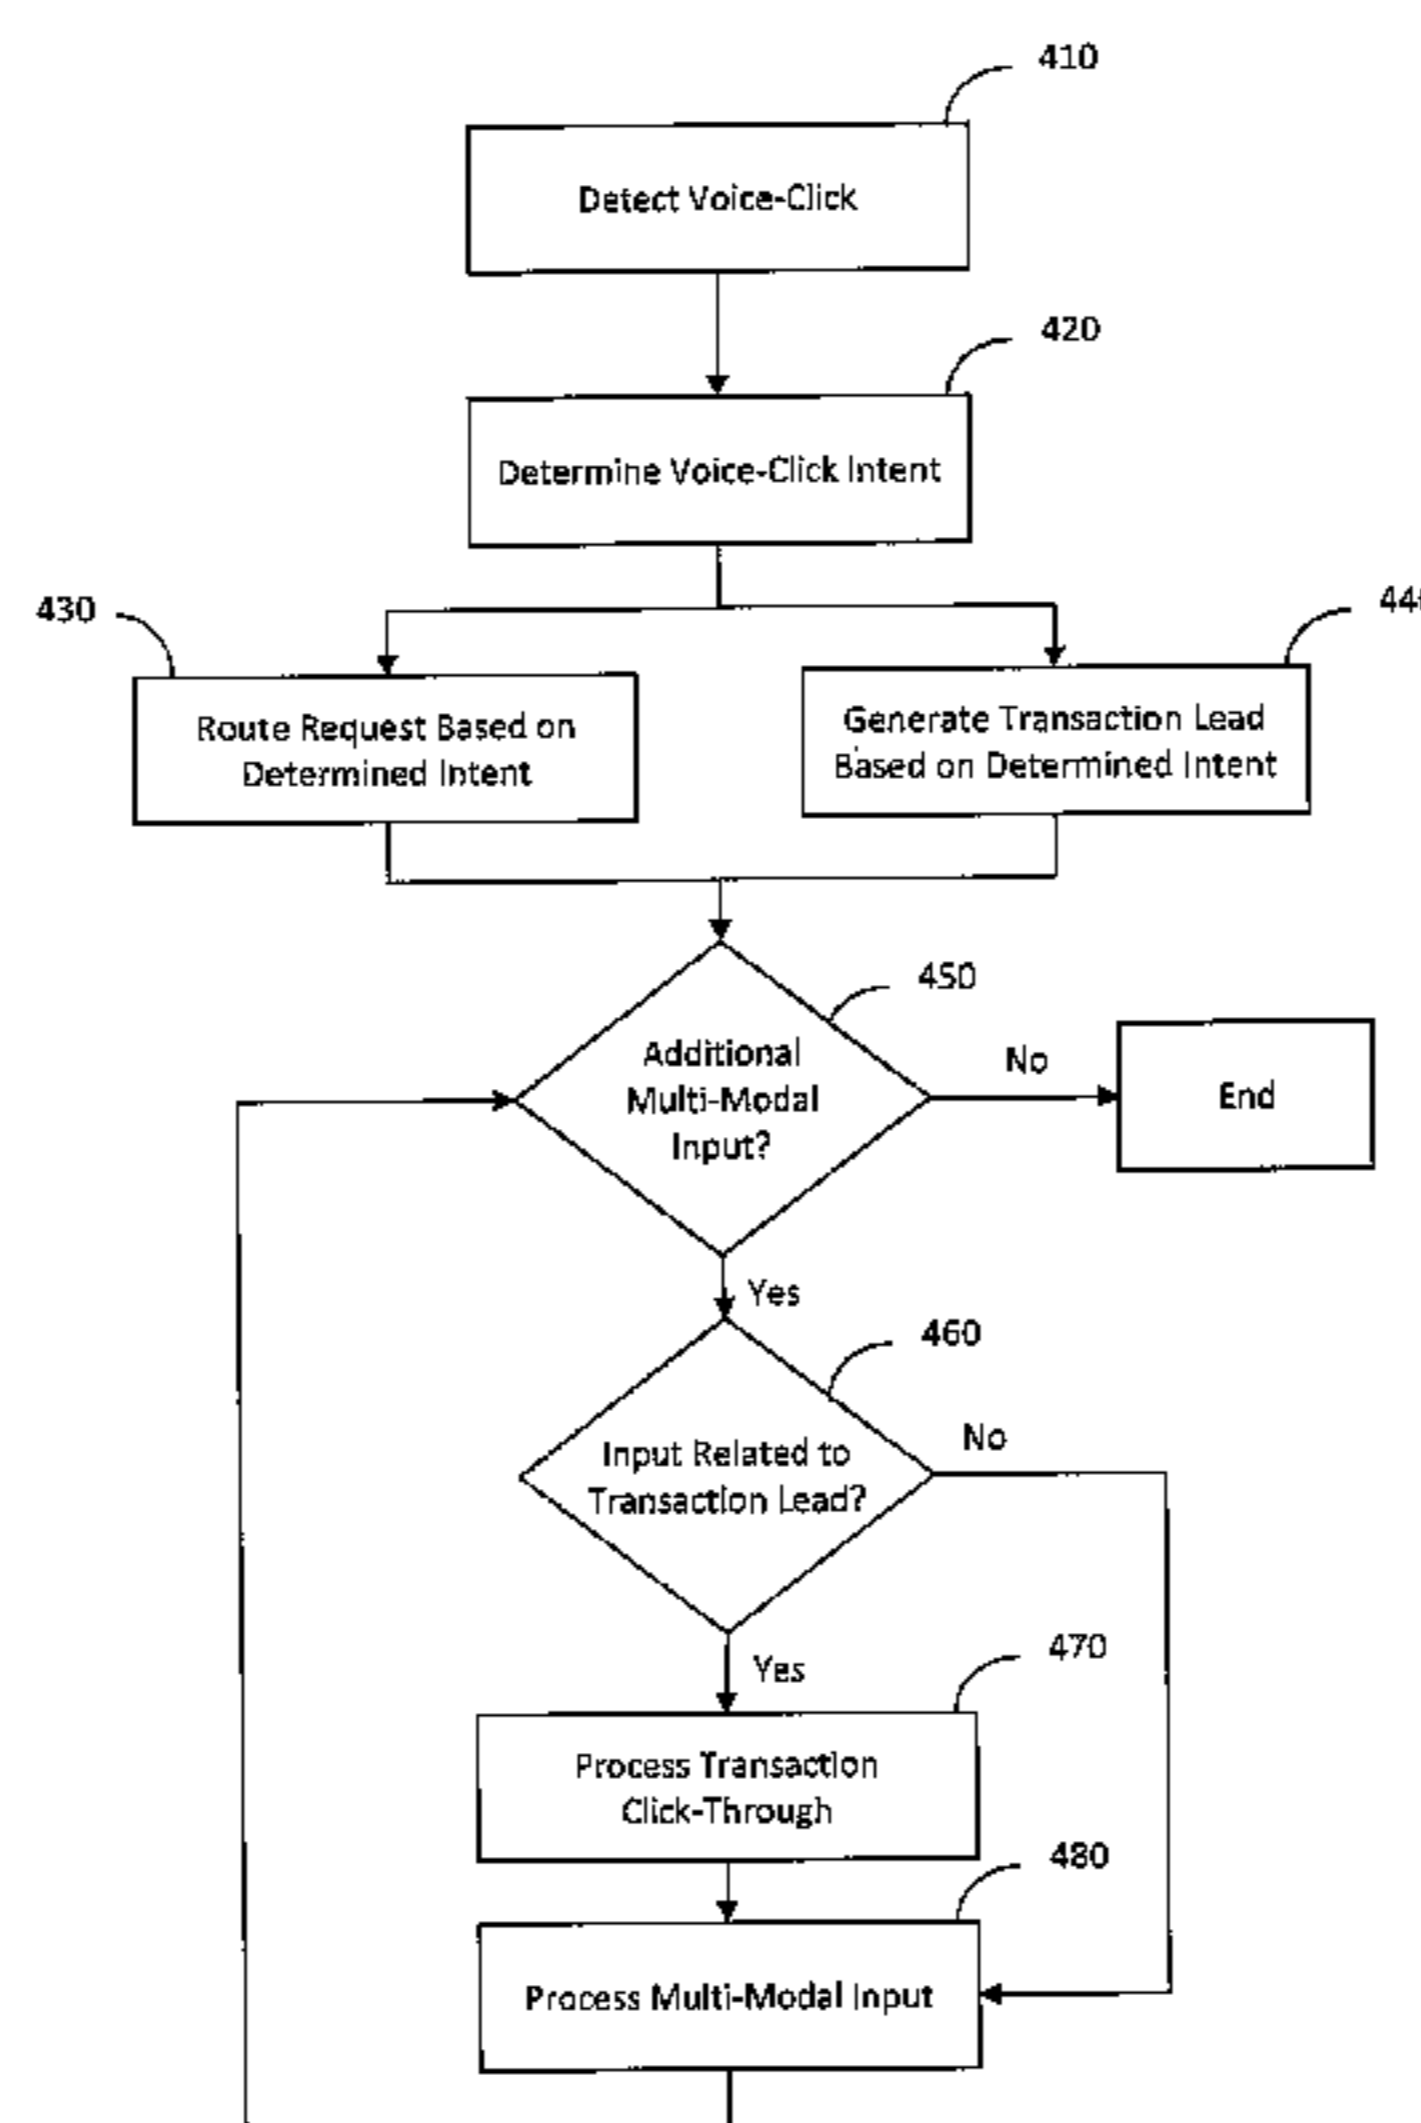 410
Detect Voice-Click
420
Determine Voice-Click Intent
430
Route Request Based on
Determined Intent
Generate Transaction Lead
Based on Determined Intent
450
Additional
Multi-Modal
Input?
No
End
Yes
460
Input Related to
Transaction Lead?
No
Yes
470
Process Transaction
Click-Through
480
Process Multi-Modal Input